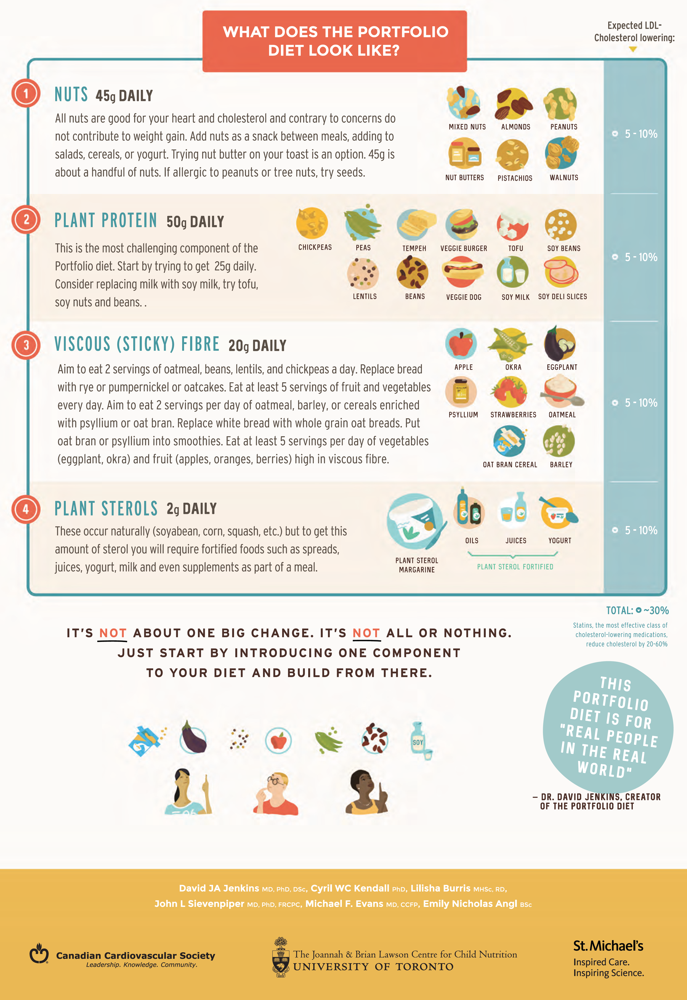 WHAT DOES THE PORTFOLIO
DIET LOOK LIKE?
Expected LDL-
Cholesterol lowering:
1
NUTS 45g DAILY
All nuts are good for your heart and cholesterol and contrary to concerns do
not contribute to weight gain. Add nuts as a snack between meals, adding to
salads, cereals, or yogurt. Trying nut butter on your toast is an option. 45g is
about a handful of nuts. If allergic to peanuts or tree nuts, try seeds.
MIXED NUTS ALMONDS PEANUTS
NUT BUTTERS PISTACHIOS WALNUTS
5 - 10%
2
PLANT PROTEIN 50g DAILY
This is the most challenging component of the
Portfolio diet. Start by trying to get 25g daily.
Consider replacing milk with soy milk, try tofu,
soy nuts and beans. .
CHICKPEAS PEAS TEMPEH VEGGIE BURGER TOFU SOY BEANS
LENTILS BEANS VEGGIE DOG SOY MILK SOY DELI SLICES
5 - 10%
3
VISCOUS (STICKY) FIBRE 20g DAILY
Aim to eat 2 servings of oatmeal, beans, lentils, and chickpeas a day. Replace bread
with rye or pumpernickel or oatcakes. Eat at least 5 servings of fruit and vegetables
every day. Aim to eat 2 servings per day of oatmeal, barley, or cereals enriched
with psyllium or oat bran. Replace white bread with whole grain oat breads. Put
oat bran or psyllium into smoothies. Eat at least 5 servings per day of vegetables
(eggplant, okra) and fruit (apples, oranges, berries) high in viscous fibre.
APPLE OKRA EGGPLANT
PSYLLIUM STRAWBERRIES OATMEAL
OAT BRAN CEREAL BARLEY
5 - 10%
4
PLANT STEROLS 2g DAILY
These occur naturally (soyabean, corn, squash, etc.) but to get this
amount of sterol you will require fortified foods such as spreads,
juices, yogurt, milk and even supplements as part of a meal.
PLANT STEROL
MARGARINE
OILS JUICES YOGURT
PLANT STEROL FORTIFIED
5 - 10%
TOTAL: ~30%
Statins, the most effective class of
cholesterol-lowering medications,
reduce cholesterol by 20-60%
IT'S NOT ABOUT ONE BIG CHANGE. IT'S NOT ALL OR NOTHING.
JUST START BY INTRODUCING ONE COMPONENT
TO YOUR DIET AND BUILD FROM THERE.
SOY
THIS
PORTFOLIO
DIET IS FOR
"REAL PEOPLE
IN THE REAL
WORLD"
– DR. DAVID JENKINS, CREATOR
OF THE PORTFOLIO DIET
David JA Jenkins MD, PhD, DSc, Cyril WC Kendall PhD, Lilisha Burris MHSc, RD,
John L Sievenpiper MD, PhD, FRCPC, Michael F. Evans MD, CCFP, Emily Nicholas Angl BSc
Canadian Cardiovascular Society
Leadership. Knowledge. Community.
The Joannah & Brian Lawson Centre for Child Nutrition
UNIVERSITY OF TORONTO
St. Michael's
Inspired Care.
Inspiring Science.